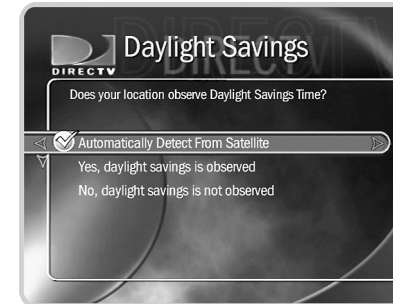 DIRECTV
Daylight Savings
DIRECTV
Does your location observe Daylight Savings Time?
Automatically Detect From Satellite
Yes, daylight savings is observed
No, daylight savings is not observed